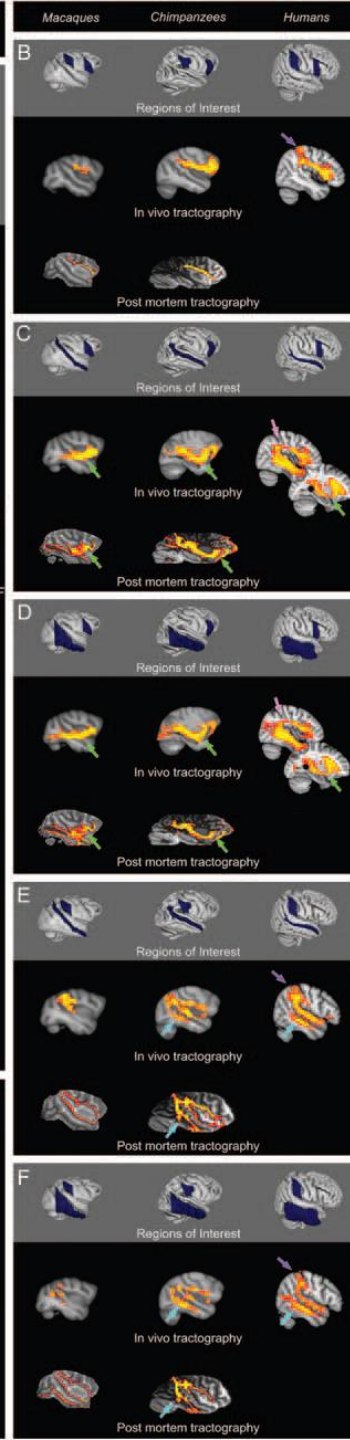 Macaques Chimpanzees Humans
B
Regions of Interest
In vivo tractography
Post mortem tractography
C
Regions of Interest
In vivo tractography
Post mortem tractography
D
Regions of Interest
In vivo tractography
Post mortem tractography
E
Regions of Interest
In vivo tractography
Post mortem tractography
F
Regions of Interest
In vivo tractography
Post mortem tractography